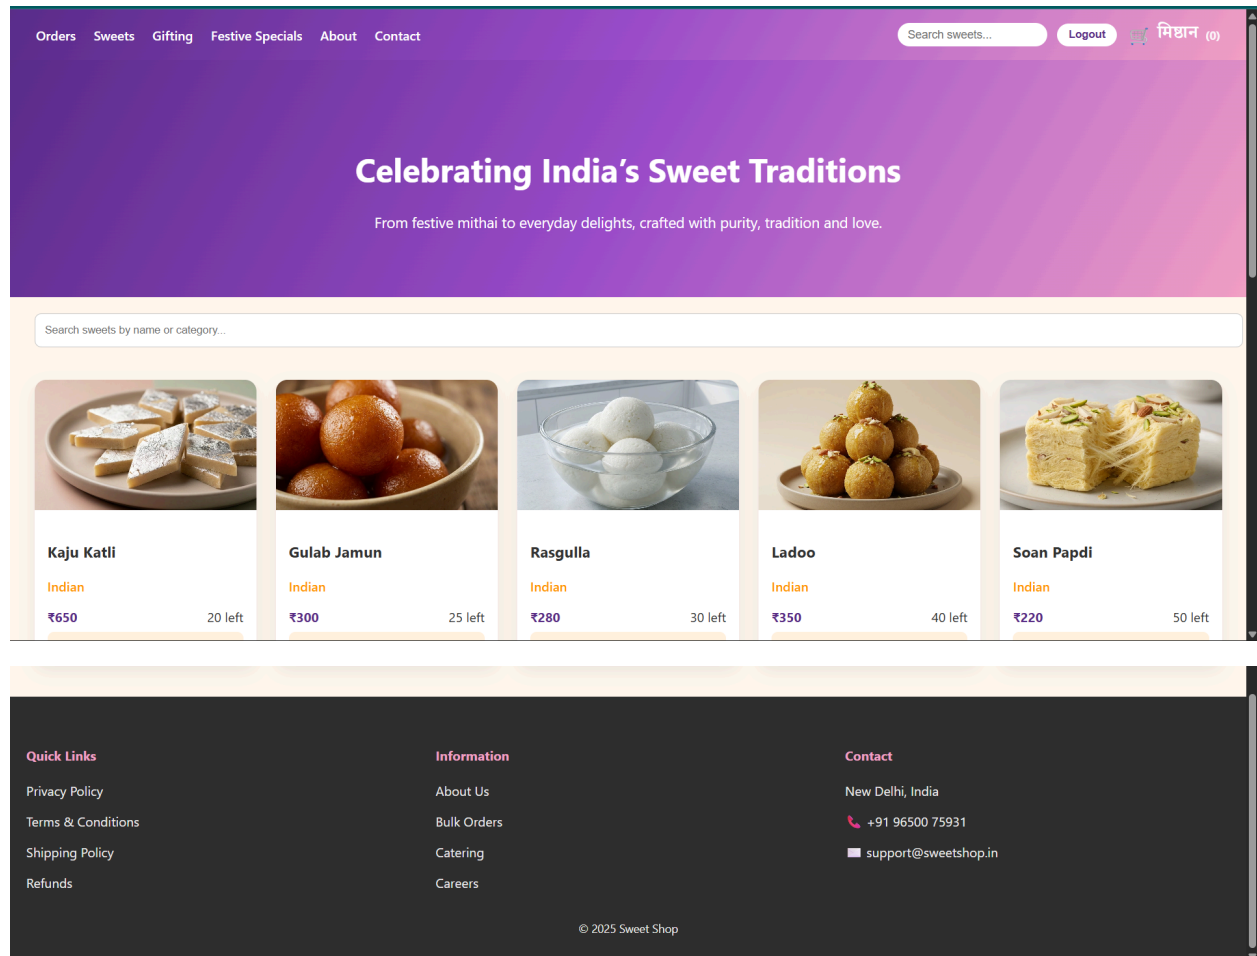 Orders Sweets Gifting Festive Specials About Contact Search sweets... Logout मिष्ठान (0)
Celebrating India’s Sweet Traditions
From festive mithai to everyday delights, crafted with purity, tradition and love.
Search sweets by name or category...
Kaju Katli
Indian
₹650 20 left
Gulab Jamun
Indian
₹300 25 left
Rasgulla
Indian
₹280 30 left
Ladoo
Indian
₹350 40 left
Soan Papdi
Indian
₹220 50 left
Quick Links
Privacy Policy
Terms & Conditions
Shipping Policy
Refunds
Information
About Us
Bulk Orders
Catering
Careers
Contact
New Delhi, India
+91 96500 75931
support@sweetshop.in
© 2025 Sweet Shop